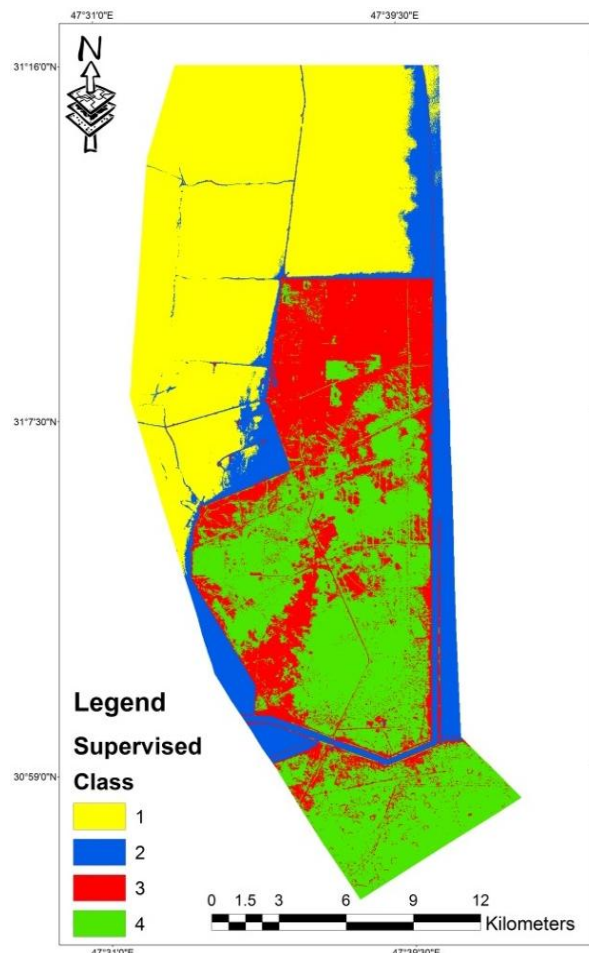 47°31'0"E
47°39'30"E
N
31°16'0"N
31°7'30"N
30°59'0"N
Legend
Supervised
Class
1
2
3
4
0 1.5 3 6 9 12
Kilometers
47°31'0"E
47°39'30"E